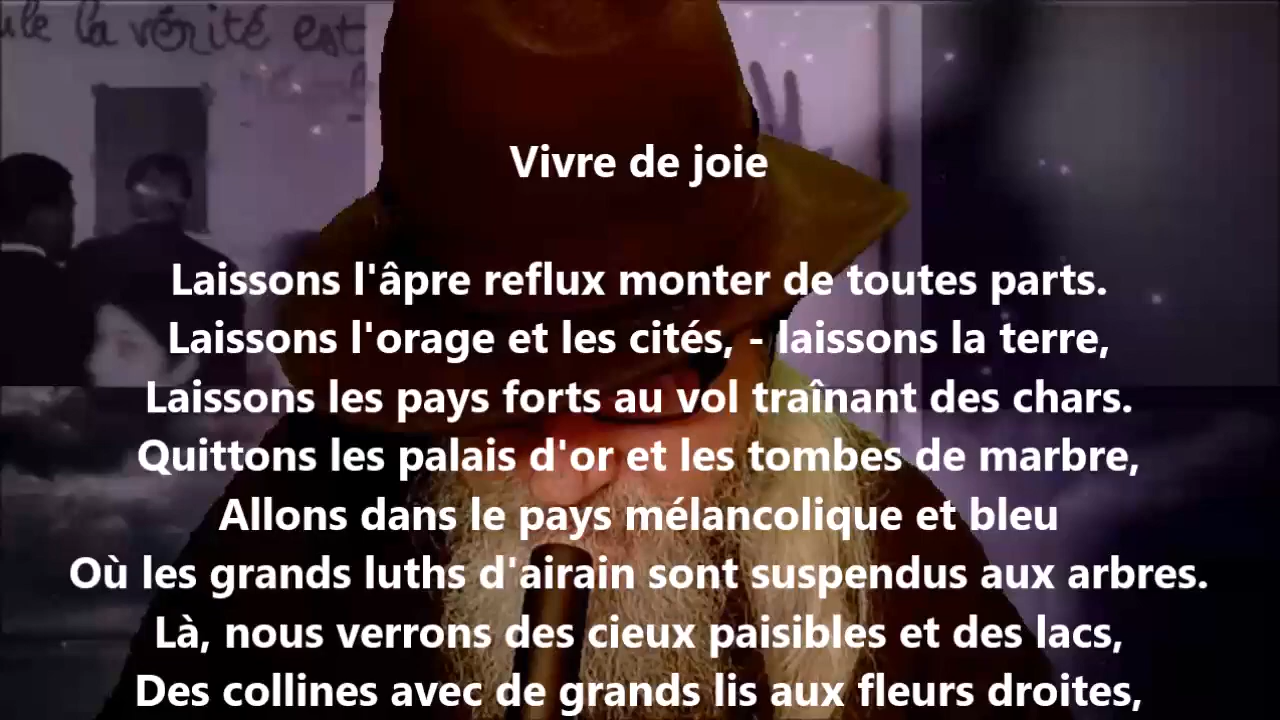 la vérité est
Vivre de joie
Laissons l'âpre reflux monter de toutes parts.
Laissons l'orage et les cités, - laissons la terre,
Laissons les pays forts au vol traînant des chars.
Quittons les palais d'or et les tombes de marbre,
Allons dans le pays mélancolique et bleu
Où les grands luths d'airain sont suspendus aux arbres.
Là, nous verrons des cieux paisibles et des lacs,
Des collines avec de grands lis aux fleurs droites,